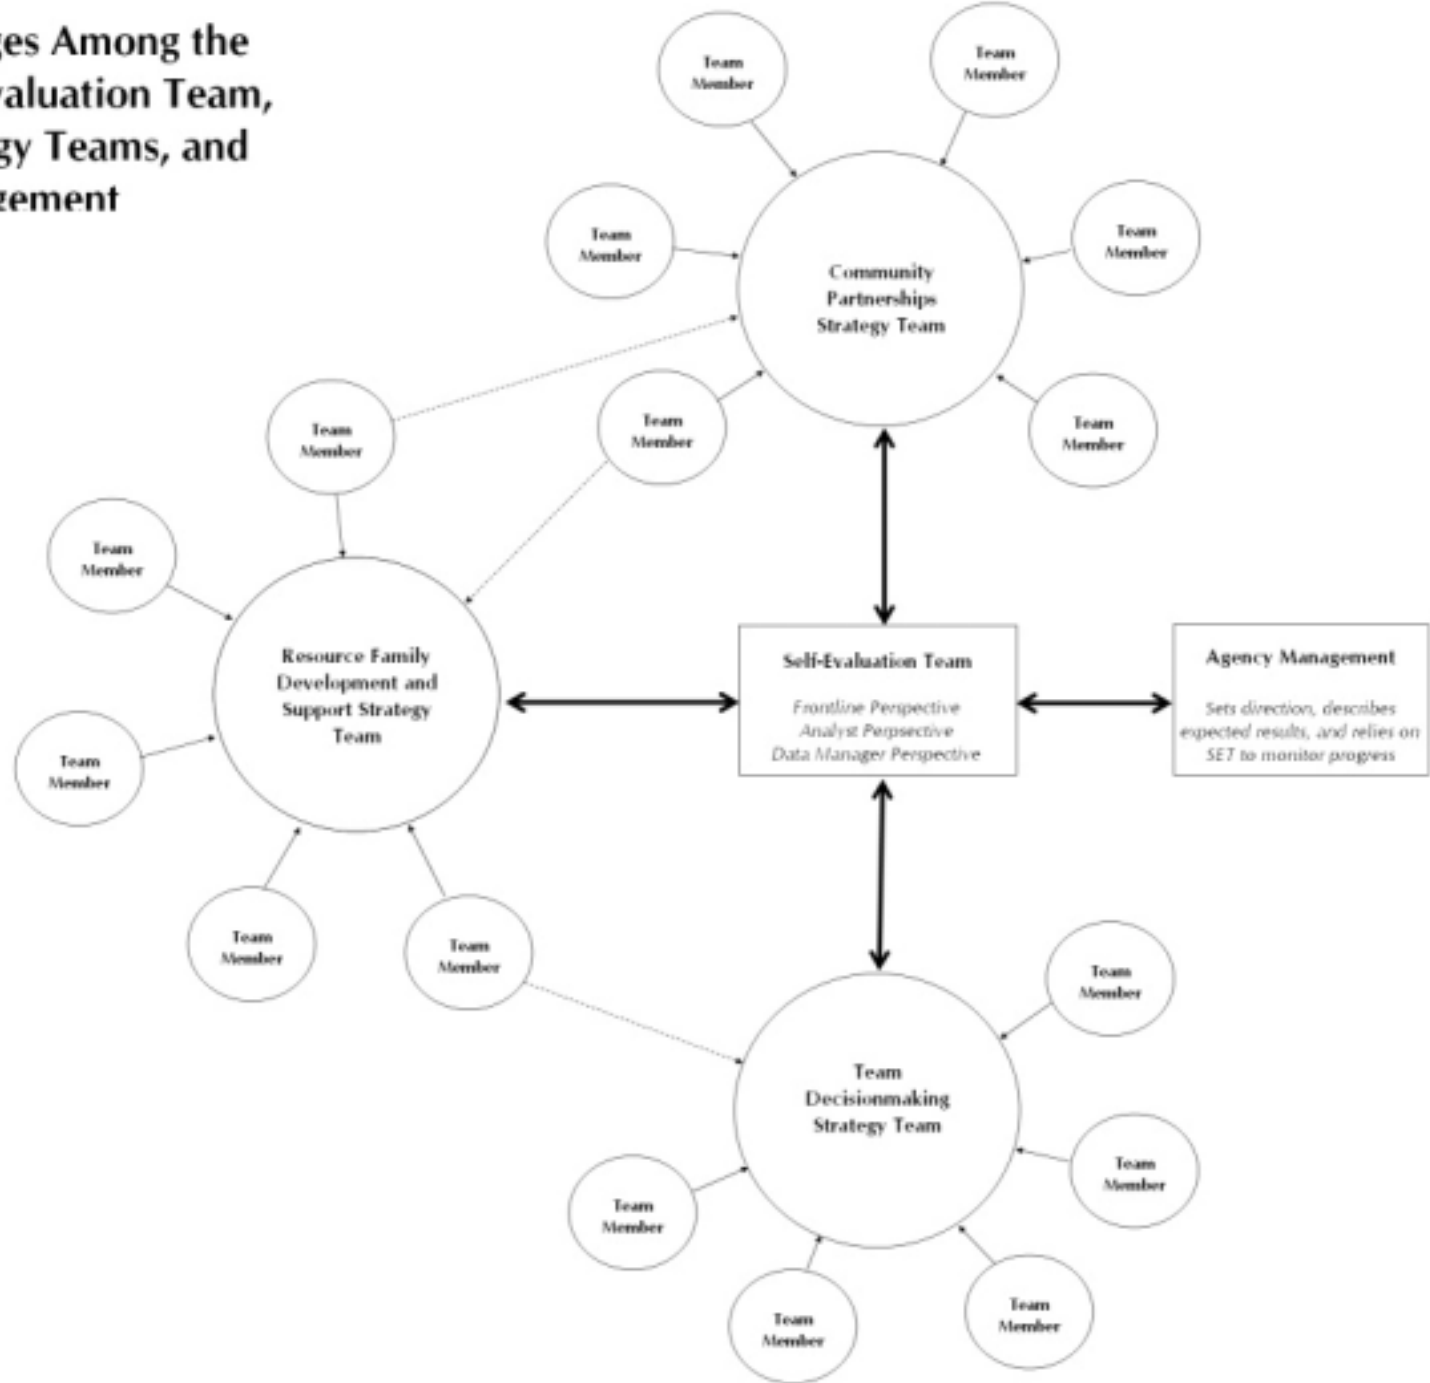 ges Among the
valuation Team,
gy Teams, and
gement
Team
Member
Team
Member
Team
Member
Team
Member
Community
Partnerships
Strategy Team
Team
Member
Team
Member
Team
Member
Team
Member
Resource Family
Development and
Support Strategy
Team
Self-Evaluation Team
Frontline Perspective
Analyst Perpsective
Data Manager Perspective
Agency Management
Sets direction, describes
expected results, and relies on
SET to monitor progress
Team
Member
Team
Member
Team
Member
Team
Member
Team
Decisionmaking
Strategy Team
Team
Member
Team
Member
Team
Member
Team
Member